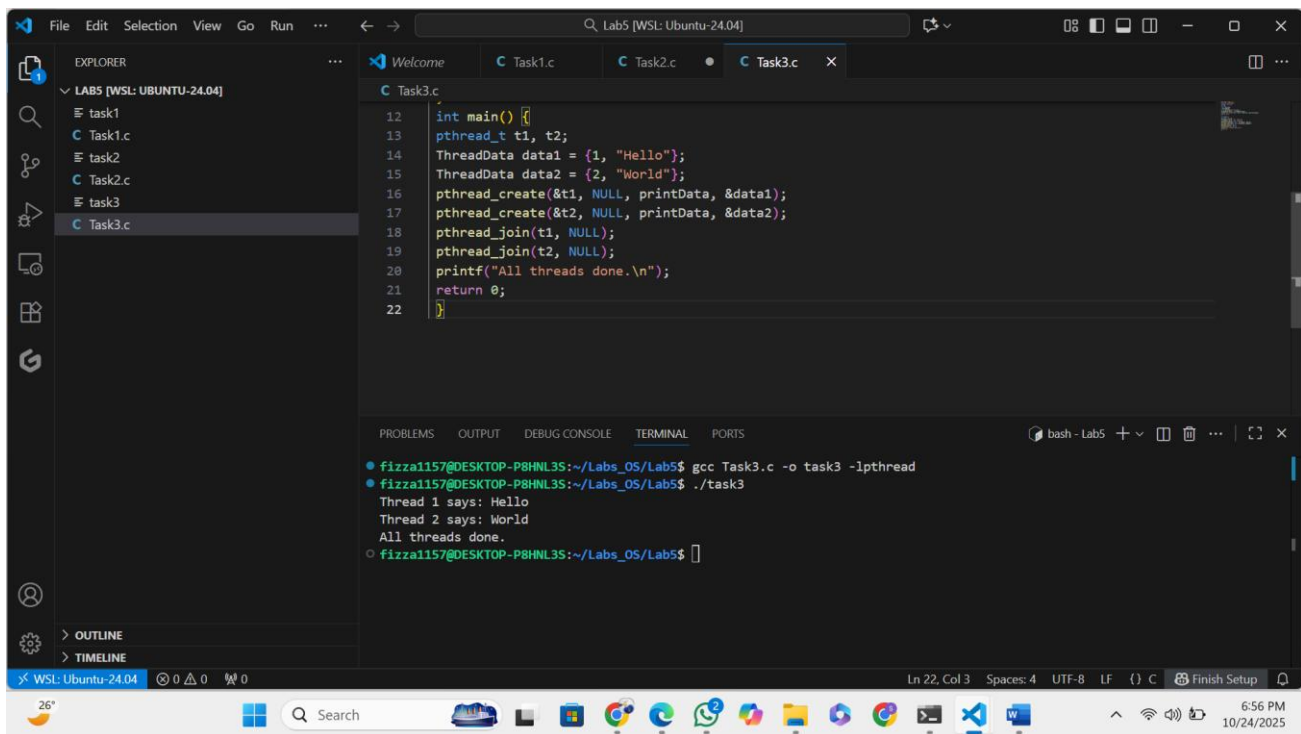 File Edit Selection View Go Run ··· Lab5 [WSL: Ubuntu-24.04]
EXPLORER ···
LAB5 [WSL: UBUNTU-24.04]
task1
C Task1.c
task2
C Task2.c
task3
C Task3.c
OUTLINE
TIMELINE
Welcome C Task1.c C Task2.c C Task3.c
C Task3.c
12 int main() {
13 pthread_t t1, t2;
14 ThreadData data1 = {1, "Hello"};
15 ThreadData data2 = {2, "World"};
16 pthread_create(&t1, NULL, printData, &data1);
17 pthread_create(&t2, NULL, printData, &data2);
18 pthread_join(t1, NULL);
19 pthread_join(t2, NULL);
20 printf("All threads done.\n");
21 return 0;
22 }
PROBLEMS OUTPUT DEBUG CONSOLE TERMINAL PORTS bash - Lab5
fizza1157@DESKTOP-P8HNL3S:~/Labs_OS/Lab5$ gcc Task3.c -o task3 -lpthread
fizza1157@DESKTOP-P8HNL3S:~/Labs_OS/Lab5$ ./task3
Thread 1 says: Hello
Thread 2 says: World
All threads done.
fizza1157@DESKTOP-P8HNL3S:~/Labs_OS/Lab5$
WSL: Ubuntu-24.04 0 0 0 Ln 22, Col 3 Spaces: 4 UTF-8 LF {} C Finish Setup
26° Search 2 6:56 PM
10/24/2025